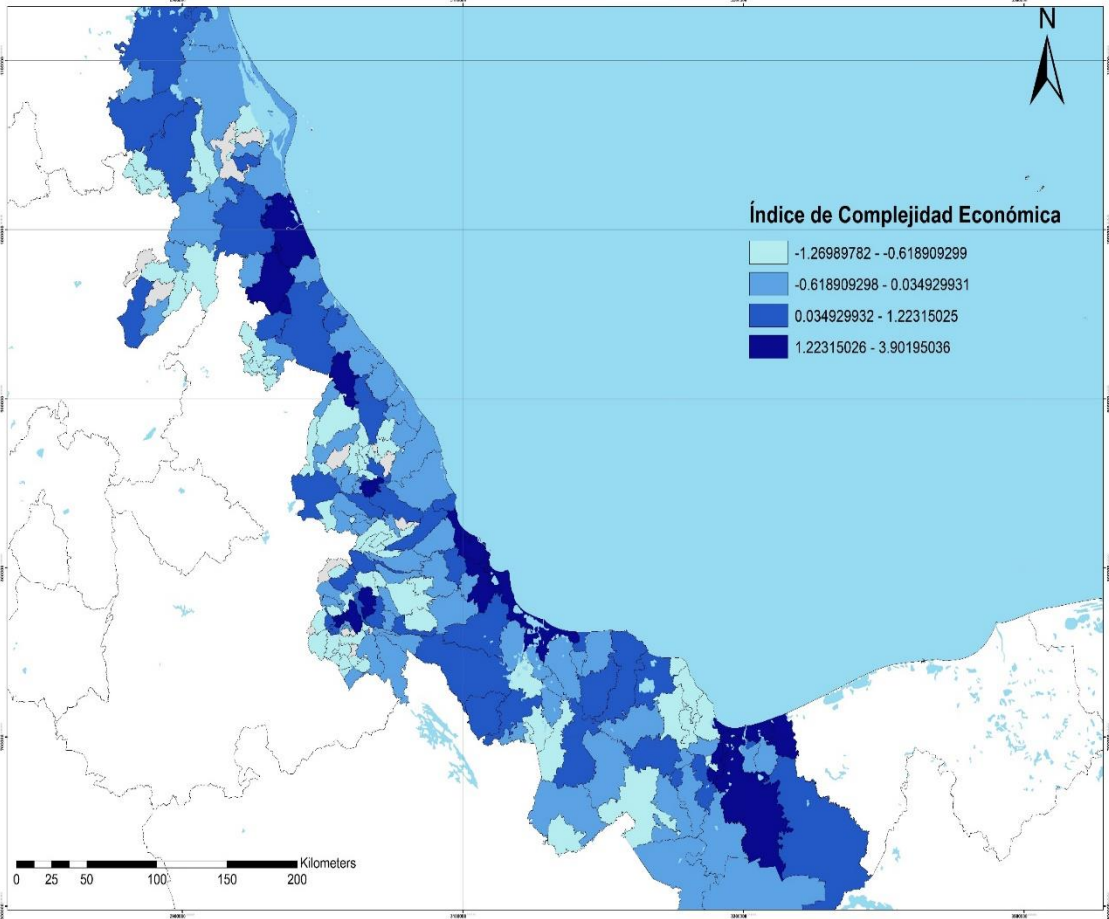 N
Índice de Complejidad Económica
-1.26989782 - -0.618909299
-0.618909298 - 0.034929931
0.034929932 - 1.22315025
1.22315026 - 3.90195036
Kilometers
0 25 50 100 150 200